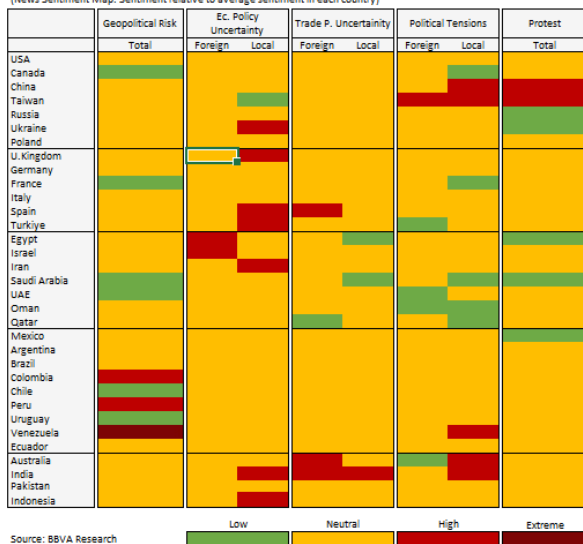 (News Sentiment Map. Sentiment relative to average sentiment in each country)
Geopolitical Risk
Ec. Policy
Uncertainty
Trade P. Uncertainity
Political Tensions
Protest
Total Foreign Local Foreign Local Foreign Local Total
USA
Canada
China
Taiwan
Russia
Ukraine
Poland
U.Kingdom
Germany
France
Italy
Spain
Turkiye
Egypt
Israel
Iran
Saudi Arabia
UAE
Oman
Qatar
Mexico
Argentina
Brazil
Colombia
Chile
Peru
Uruguay
Venezuela
Ecuador
Australia
India
Pakistan
Indonesia
Low Neutral High Extreme
Source: BBVA Research